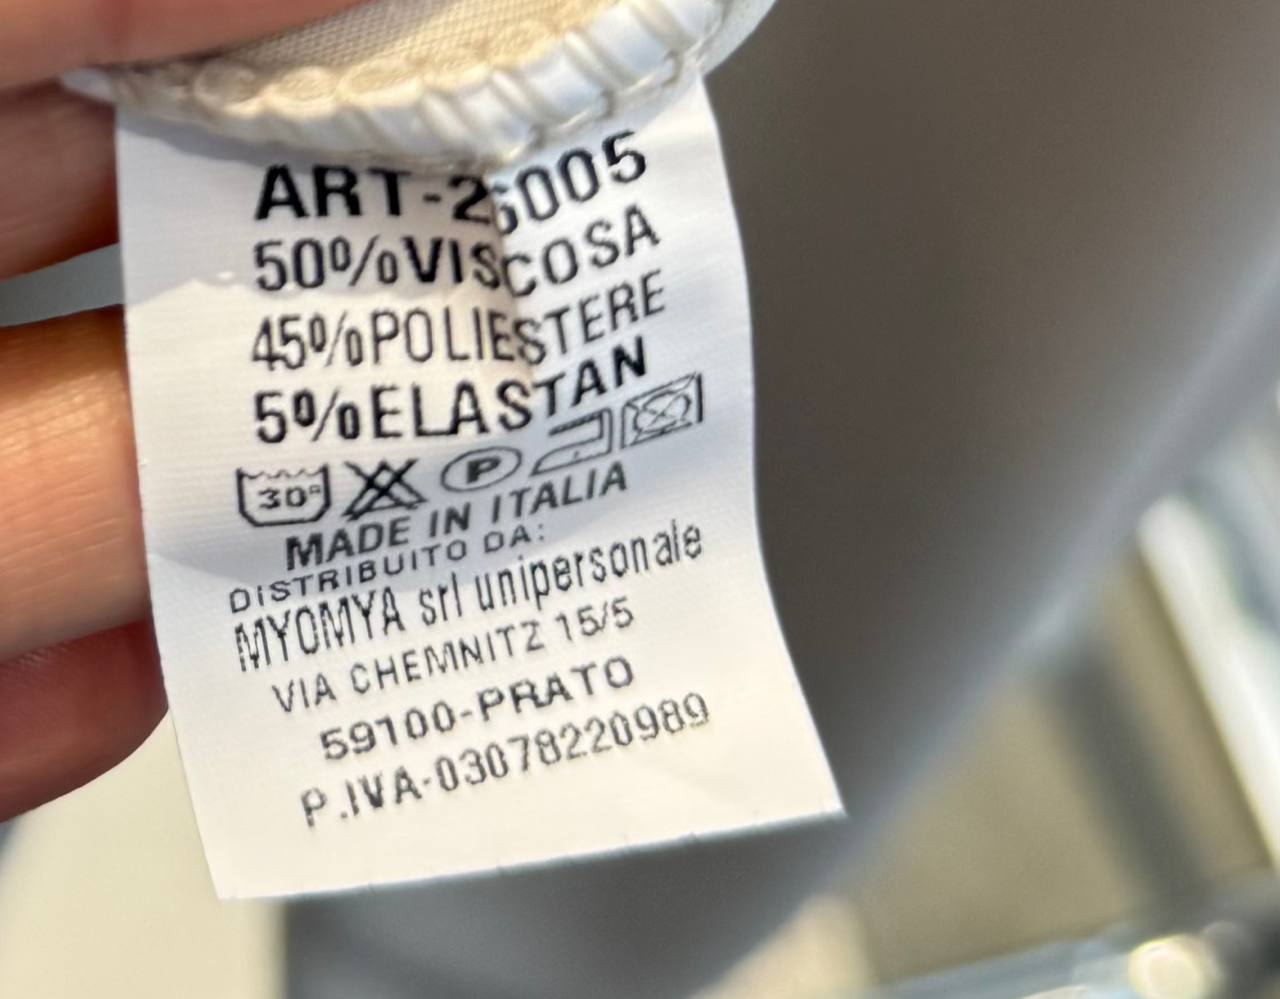 ART-26005
50%VISCOSA
45%POLIESTERE
5%ELASTAN
30° P
MADE IN ITALIA
DISTRIBUITO DA:
MYOMYA srl unipersonale
VIA CHEMNITZ 15/5
59100-PRATO
P.IVA-03078220989